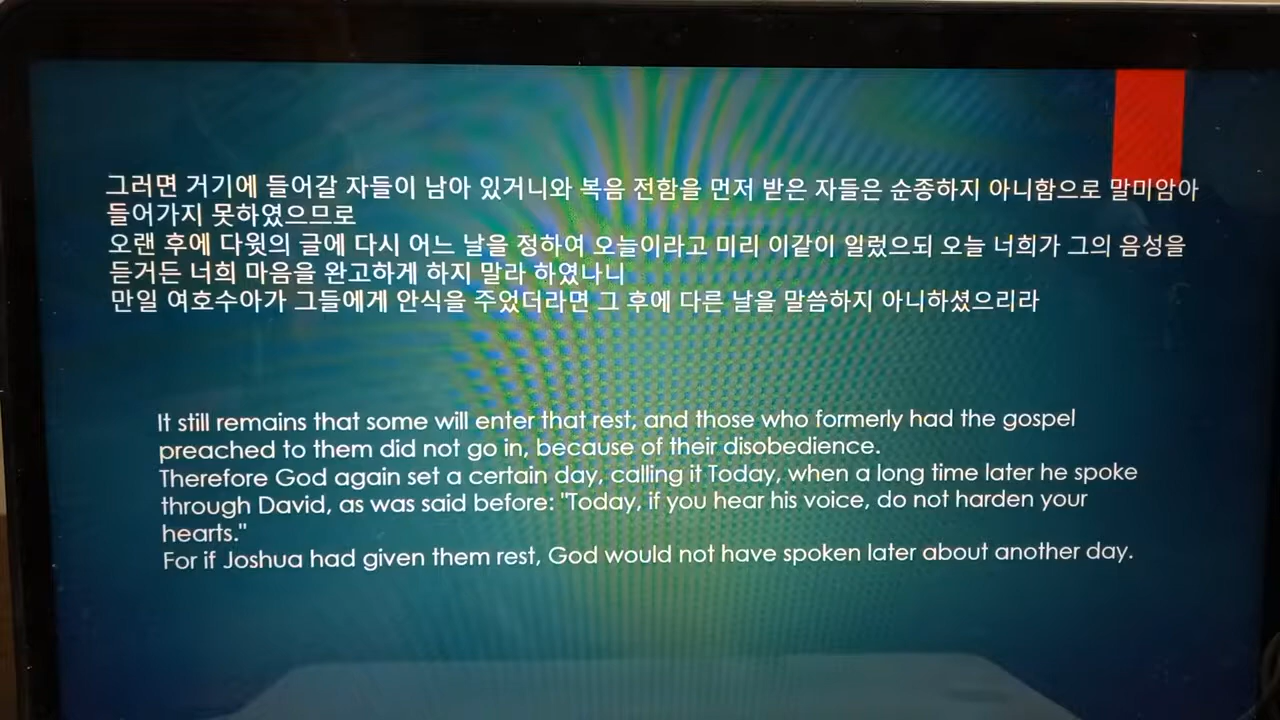 그러면 거기에 들어갈 자들이 남아 있거니와 복음 전함을 먼저 받은 자들은 순종하지 아니함으로 말미암아
들어가지 못하였으므로
오랜 후에 다윗의 글에 다시 어느 날을 정하여 오늘이라고 미리 이같이 일렀으되 오늘 너희가 그의 음성을
듣거든 너희 마음을 완고하게 하지 말라 하였나니
만일 여호수아가 그들에게 안식을 주었더라면 그 후에 다른 날을 말씀하지 아니하셨으리라
It still remains that some will enter that rest, and those who formerly had the gospel
preached to them did not go in, because of their disobedience.
Therefore God again set a certain day, calling it Today, when a long time later he spoke
through David, as was said before: "Today, if you hear his voice, do not harden your
hearts."
For if Joshua had given them rest, God would not have spoken later about another day.